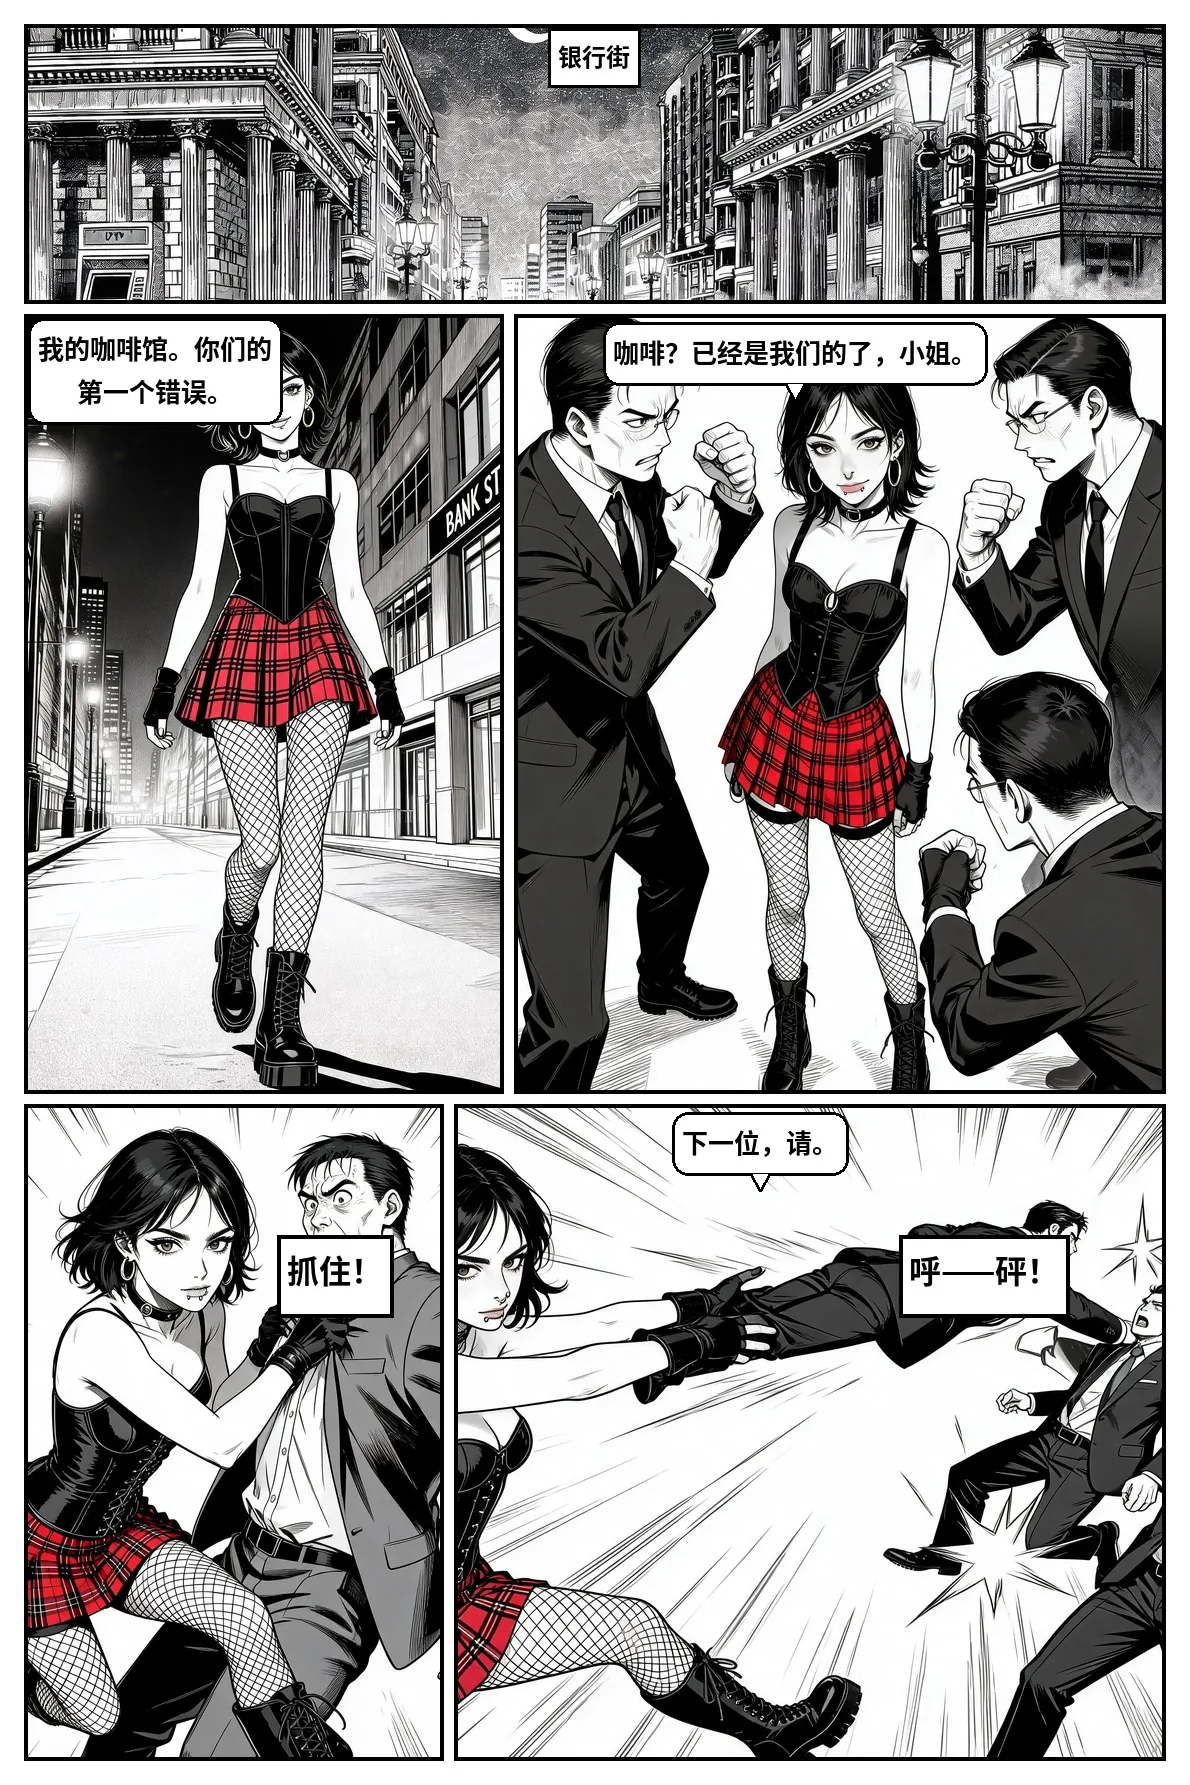 银行街
我的咖啡馆。你们的
第一个错误。
BANK ST
咖啡？已经是我们的了，小姐。
抓住！
下一位，请。
呼——砰！